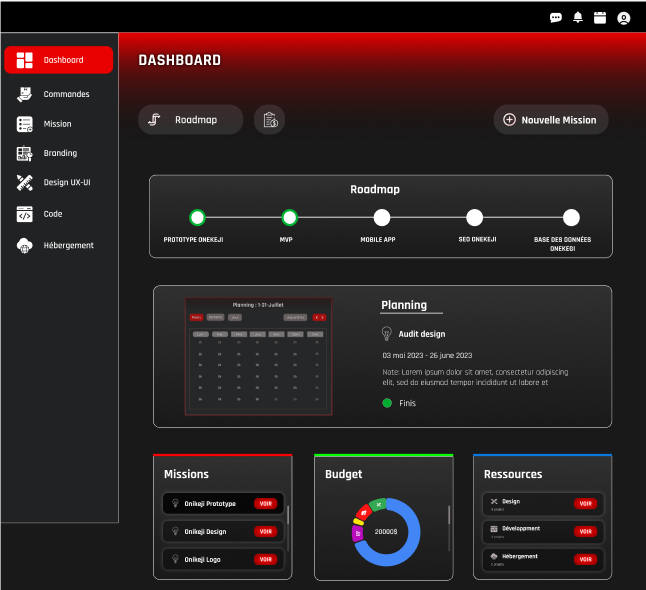 DASHBOARD
Dashboard
Commandes
Mission
Branding
Design UX-UI
Code
Hébergement
Roadmap
Nouvelle Mission
Roadmap
PROTOTYPE ONEKEJI
MVP
MOBILE APP
SEO ONEKEJI
BASE DES DONNÉES
ONEKEGI
Planning : 1-31-Juillet
Planning
Audit design
03 mai 2023 - 26 june 2023
Note: Lorem ipsum dolor sit amet, consectetur adipiscing
elit, sed do eiusmod tempor incididunt ut labore et
Finis
Missions
Onikeji Prototype VOIR
Onikeji Design VOIR
Onikeji Logo VOIR
Budget
20000$
Ressources
Design VOIR
Développment VOIR
Hébergement VOIR